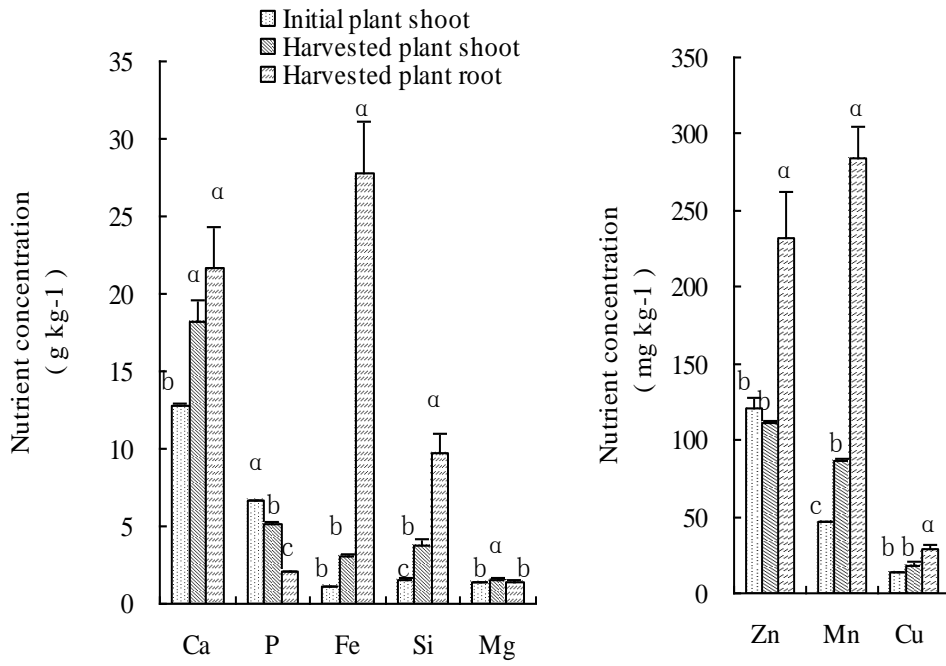 Initial plant shoot
Harvested plant shoot
Harvested plant root
Nutrient concentration
( g kg-1 )
35
30
25
20
15
10
5
0
b
α
α
α
b
c
b
b
α
c
b
α
b
α
b
Ca P Fe Si Mg
Nutrient concentration
( mg kg-1 )
350
300
250
200
150
100
50
0
b
b
α
c
b
α
b
b
α
Zn Mn Cu